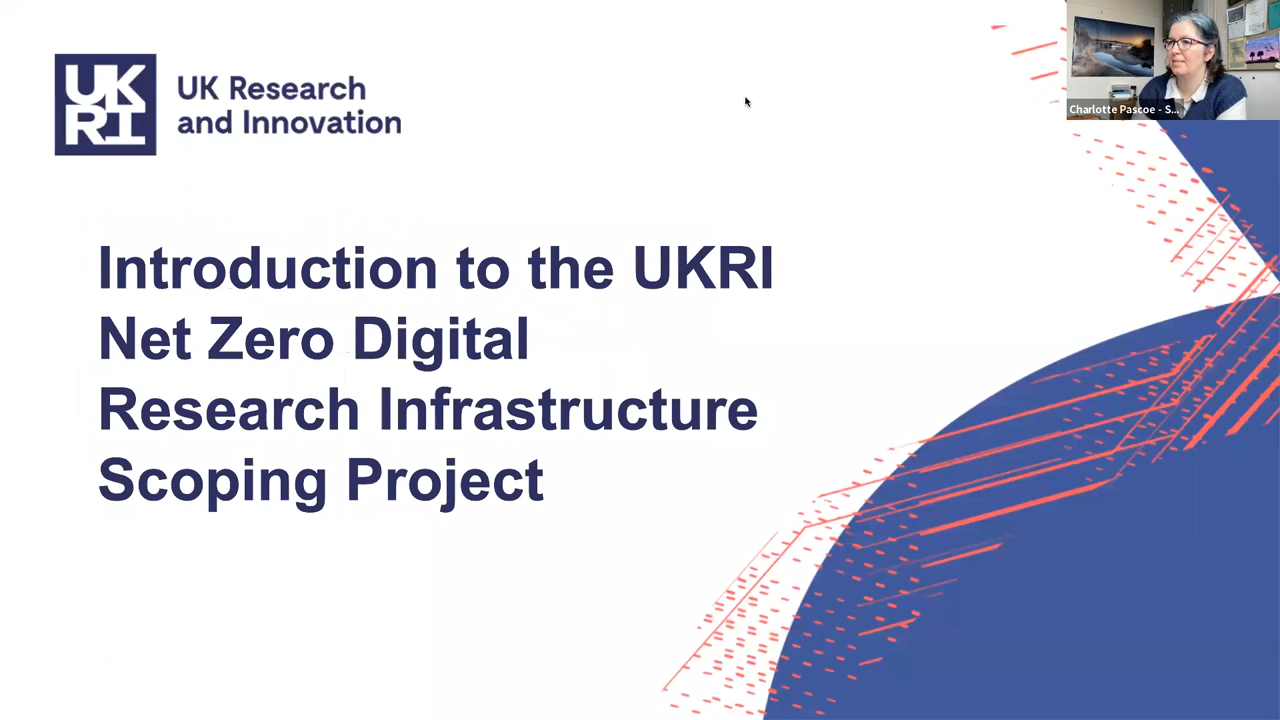 UK
RI
UK Research
and Innovation
Charlotte Pascoe - S...
Introduction to the UKRI
Net Zero Digital
Research Infrastructure
Scoping Project